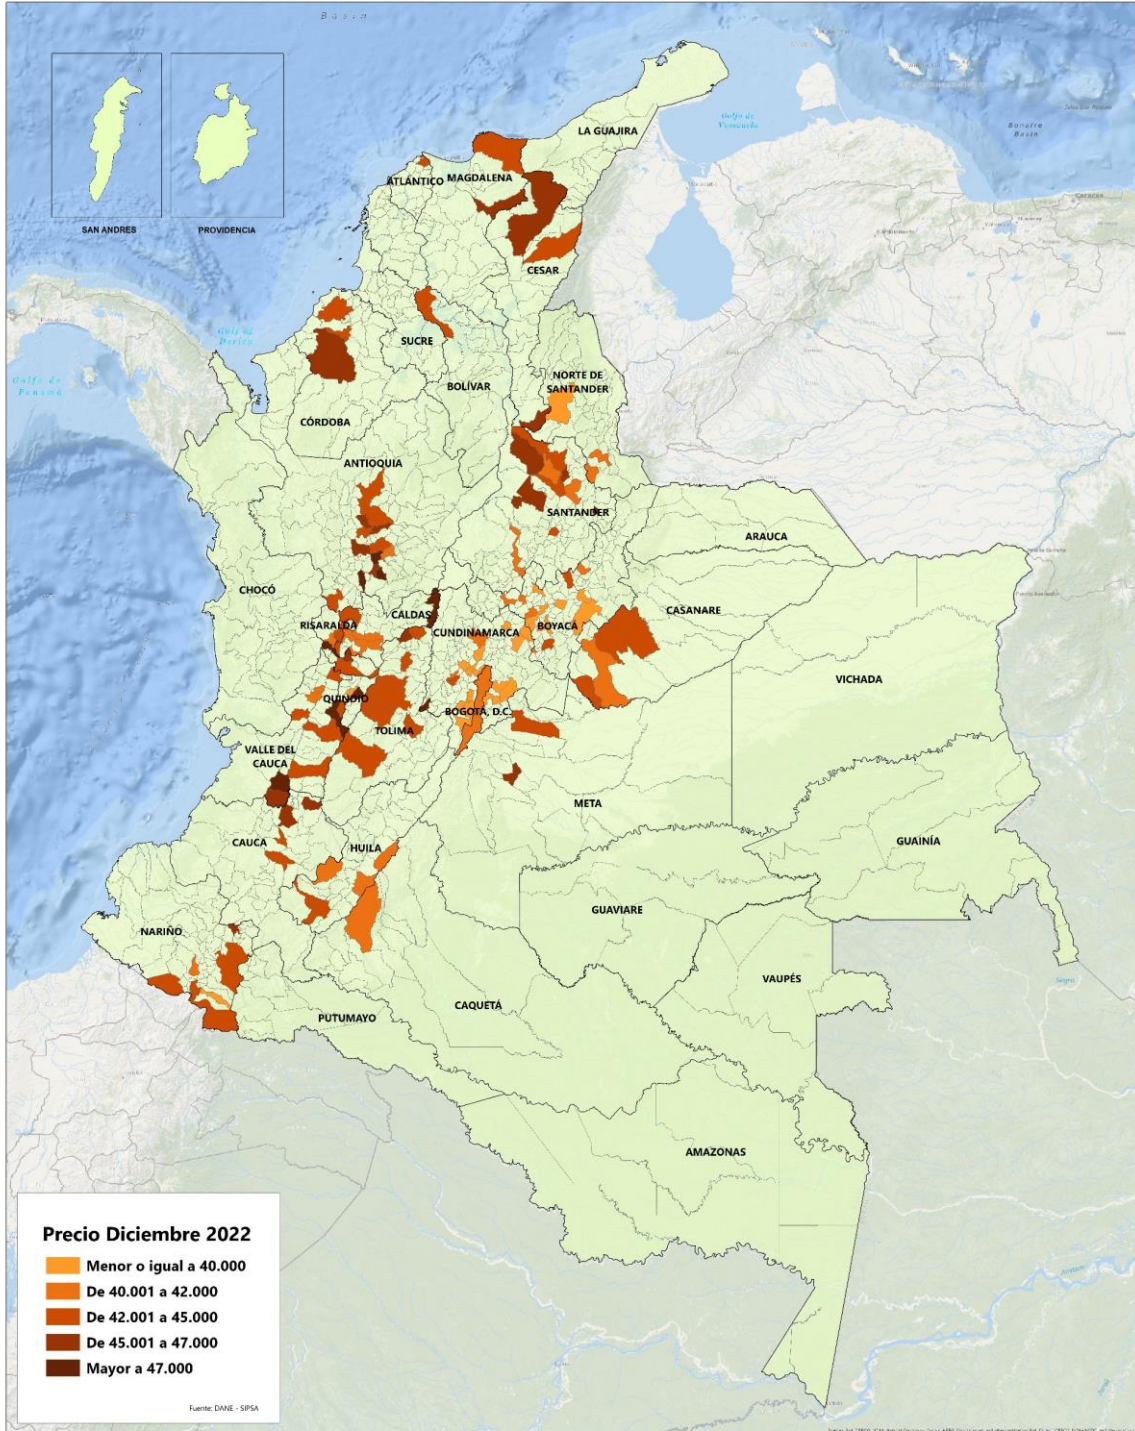 Basin
SAN ANDRES
PROVIDENCIA
Golfo de
Venezuela
Bonaire
Basin
LA GUAJIRA
ATLÁNTICO
MAGDALENA
CESAR
Golfo de
Panamá
SUCRE
BOLÍVAR
NORTE DE
SANTANDER
CÓRDOBA
ANTIOQUIA
SANTANDER
ARAUCA
CHOCÓ
CALDAS
RISARALDA
CUNDINAMARCA
BOYACÁ
CASANARE
VICHADA
QUINDIO
BOGOTÁ, D.C.
TOLIMA
VALLE DEL
CAUCA
META
CAUCA
HUILA
GUAINÍA
GUAVIARE
NARIÑO
VAUPÉS
CAQUETÁ
PUTUMAYO
AMAZONAS
Precio Diciembre 2022
Menor o igual a 40.000
De 40.001 a 42.000
De 42.001 a 45.000
De 45.001 a 47.000
Mayor a 47.000
Fuente: DANE - SIPSA